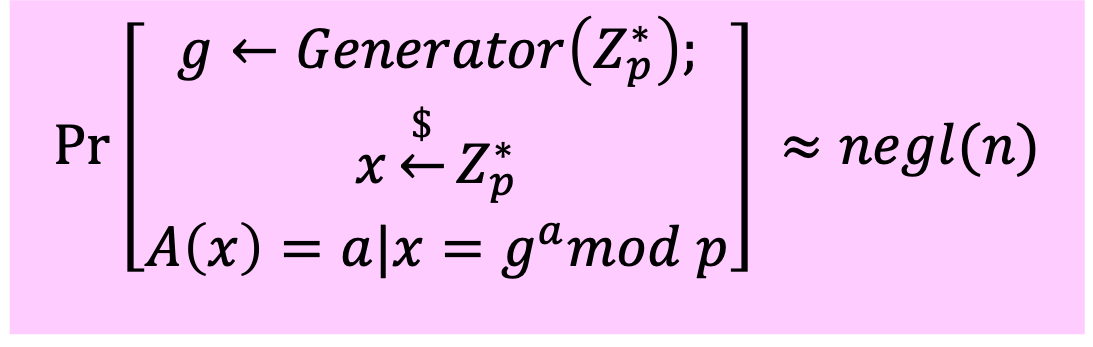 g ← Generator(Z_p^*);
$
Pr [ x ← Z_p^* ] ≈ negl(n)
A(x) = a|x = g^a mod p